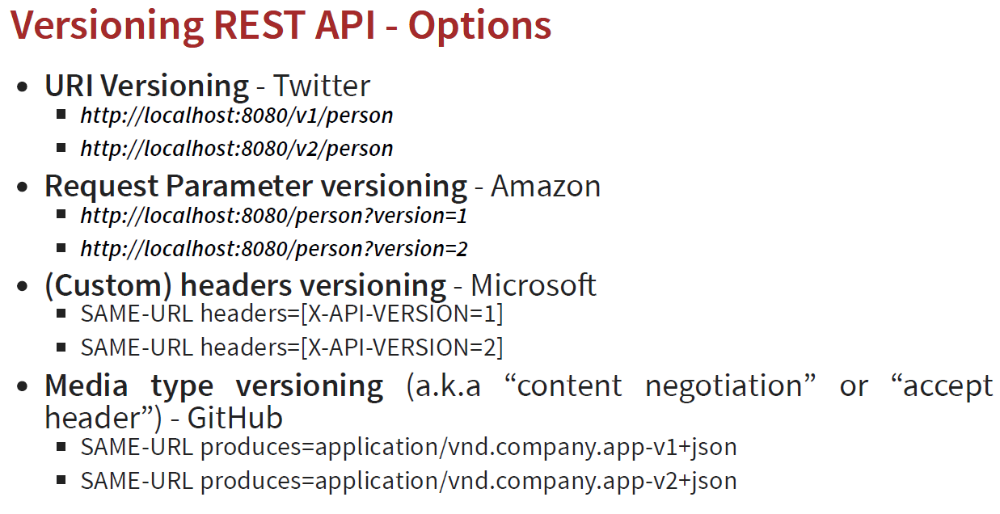 Versioning REST API - Options
• URI Versioning - Twitter
▪ http://localhost:8080/v1/person
▪ http://localhost:8080/v2/person
• Request Parameter versioning - Amazon
▪ http://localhost:8080/person?version=1
▪ http://localhost:8080/person?version=2
• (Custom) headers versioning - Microsoft
▪ SAME-URL headers=[X-API-VERSION=1]
▪ SAME-URL headers=[X-API-VERSION=2]
• Media type versioning (a.k.a “content negotiation” or “accept
header”) - GitHub
▪ SAME-URL produces=application/vnd.company.app-v1+json
▪ SAME-URL produces=application/vnd.company.app-v2+json